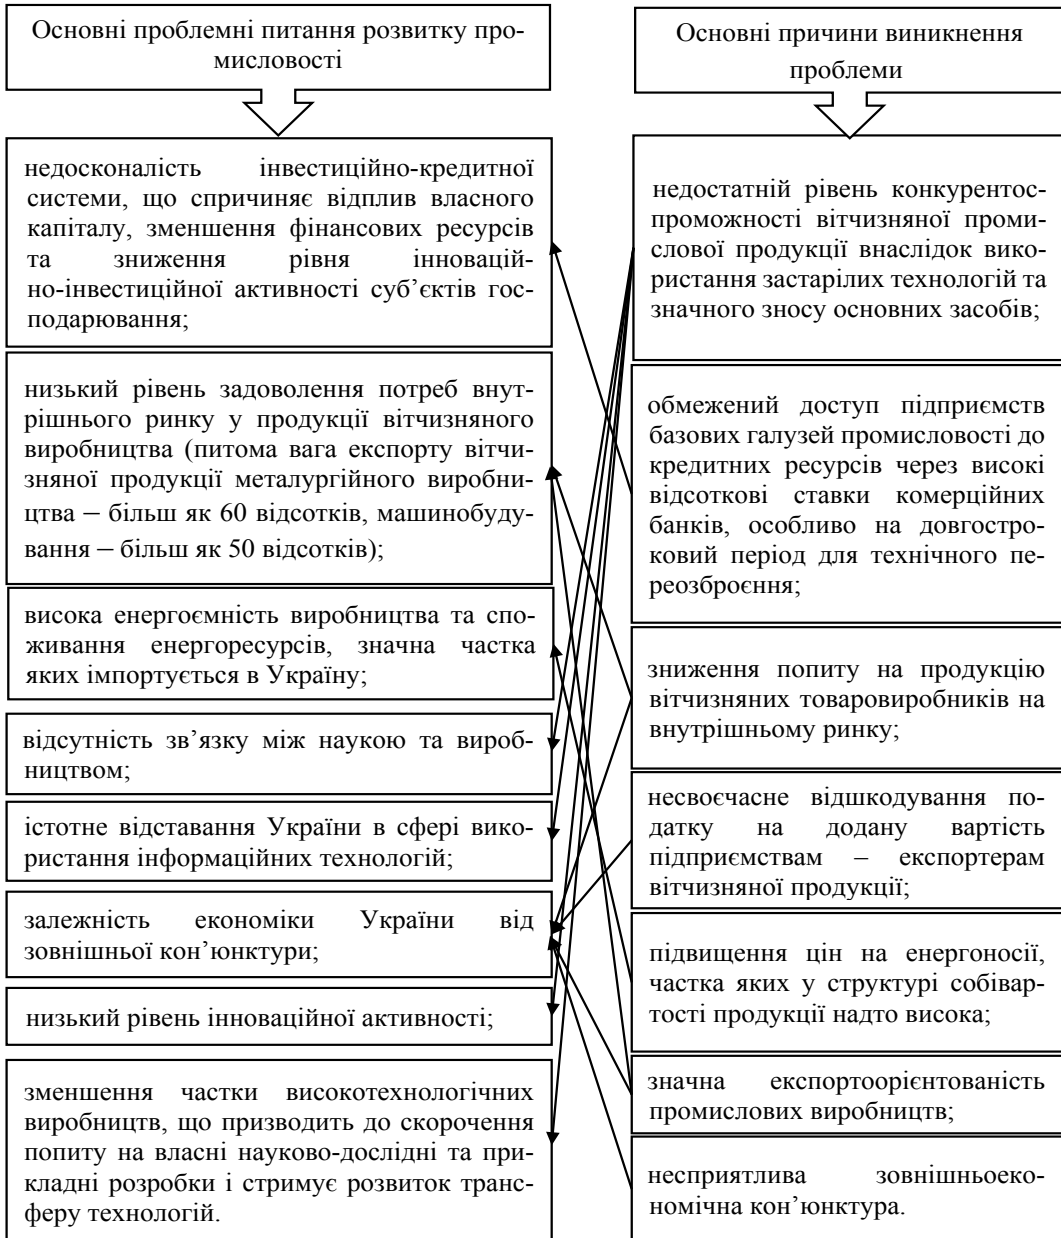 Основні проблемні питання розвитку про-
мисловості
недосконалість інвестиційно-кредитної
системи, що спричиняє відплив власного
капіталу, зменшення фінансових ресурсів
та зниження рівня інновацій-
но-інвестиційної активності суб’єктів гос-
подарювання;
низький рівень задоволення потреб внут-
рішнього ринку у продукції вітчизняного
виробництва (питома вага експорту вітчи-
зняної продукції металургійного виробни-
цтва – більш як 60 відсотків, машинобуду-
вання – більш як 50 відсотків);
висока енергоємність виробництва та спо-
живання енергоресурсів, значна частка
яких імпортується в Україну;
відсутність зв’язку між наукою та вироб-
ництвом;
істотне відставання України в сфері вико-
ристання інформаційних технологій;
залежність економіки України від
зовнішньої кон’юнктури;
низький рівень інноваційної активності;
зменшення частки високотехнологічних
виробництв, що призводить до скорочення
попиту на власні науково-дослідні та при-
кладні розробки і стримує розвиток транс-
феру технологій.
Основні причини виникнення
проблеми
недостатній рівень конкурентос-
проможності вітчизняної проми-
слової продукції внаслідок вико-
ристання застарілих технологій та
значного зносу основних засобів;
обмежений доступ підприємств
базових галузей промисловості до
кредитних ресурсів через високі
відсоткові ставки комерційних
банків, особливо на довгостро-
ковий період для технічного пе-
реозброєння;
зниження попиту на продукцію
вітчизняних товаровиробників на
внутрішньому ринку;
несвоєчасне відшкодування по-
датку на додану вартість
підприємствам – експортерам
вітчизняної продукції;
підвищення цін на енергоносії,
частка яких у структурі собівар-
тості продукції надто висока;
значна експортоорієнтованість
промислових виробництв;
несприятлива зовнішньоеко-
номічна кон’юнктура.